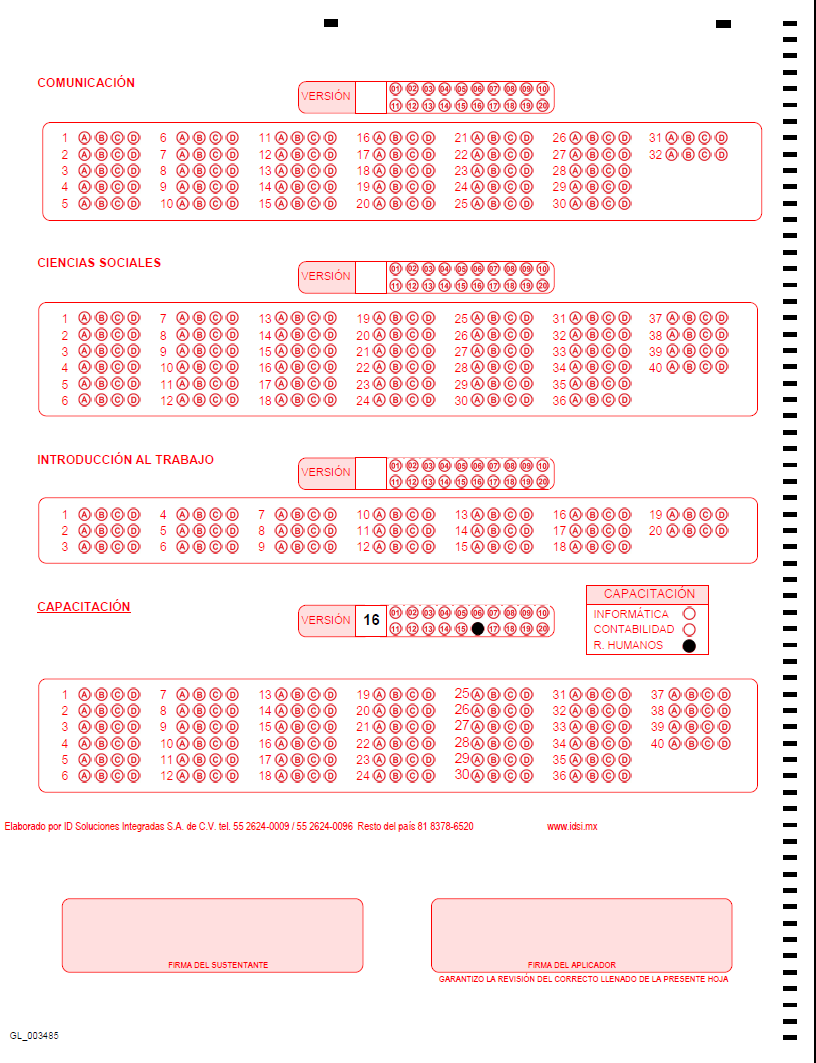 COMUNICACIÓN
VERSIÓN 01 02 03 04 05 06 07 08 09 10
11 12 13 14 15 16 17 18 19 20
1 A B C D 6 A B C D 11 A B C D 16 A B C D 21 A B C D 26 A B C D 31 A B C D
2 A B C D 7 A B C D 12 A B C D 17 A B C D 22 A B C D 27 A B C D 32 A B C D
3 A B C D 8 A B C D 13 A B C D 18 A B C D 23 A B C D 28 A B C D
4 A B C D 9 A B C D 14 A B C D 19 A B C D 24 A B C D 29 A B C D
5 A B C D 10 A B C D 15 A B C D 20 A B C D 25 A B C D 30 A B C D
CIENCIAS SOCIALES
VERSIÓN 01 02 03 04 05 06 07 08 09 10
11 12 13 14 15 16 17 18 19 20
1 A B C D 7 A B C D 13 A B C D 19 A B C D 25 A B C D 31 A B C D 37 A B C D
2 A B C D 8 A B C D 14 A B C D 20 A B C D 26 A B C D 32 A B C D 38 A B C D
3 A B C D 9 A B C D 15 A B C D 21 A B C D 27 A B C D 33 A B C D 39 A B C D
4 A B C D 10 A B C D 16 A B C D 22 A B C D 28 A B C D 34 A B C D 40 A B C D
5 A B C D 11 A B C D 17 A B C D 23 A B C D 29 A B C D 35 A B C D
6 A B C D 12 A B C D 18 A B C D 24 A B C D 30 A B C D 36 A B C D
INTRODUCCIÓN AL TRABAJO
VERSIÓN 01 02 03 04 05 06 07 08 09 10
11 12 13 14 15 16 17 18 19 20
1 A B C D 4 A B C D 7 A B C D 10 A B C D 13 A B C D 16 A B C D 19 A B C D
2 A B C D 5 A B C D 8 A B C D 11 A B C D 14 A B C D 17 A B C D 20 A B C D
3 A B C D 6 A B C D 9 A B C D 12 A B C D 15 A B C D 18 A B C D
CAPACITACIÓN
VERSIÓN 16 01 02 03 04 05 06 07 08 09 10
11 12 13 14 15 17 18 19 20
CAPACITACIÓN
INFORMÁTICA
CONTABILIDAD
R. HUMANOS
1 A B C D 7 A B C D 13 A B C D 19 A B C D 25 A B C D 31 A B C D 37 A B C D
2 A B C D 8 A B C D 14 A B C D 20 A B C D 26 A B C D 32 A B C D 38 A B C D
3 A B C D 9 A B C D 15 A B C D 21 A B C D 27 A B C D 33 A B C D 39 A B C D
4 A B C D 10 A B C D 16 A B C D 22 A B C D 28 A B C D 34 A B C D 40 A B C D
5 A B C D 11 A B C D 17 A B C D 23 A B C D 29 A B C D 35 A B C D
6 A B C D 12 A B C D 18 A B C D 24 A B C D 30 A B C D 36 A B C D
Elaborado por ID Soluciones Integradas S.A. de C.V. tel. 55 2624-0009 / 55 2624-0096 Resto del país 81 8378-6520 www.idsi.mx
FIRMA DEL SUSTENTANTE
FIRMA DEL APLICADOR
GARANTIZO LA REVISIÓN DEL CORRECTO LLENADO DE LA PRESENTE HOJA
GL_003485